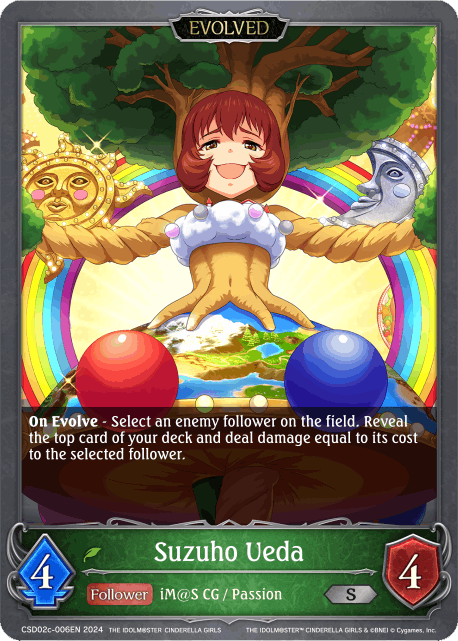 EVOLVED
On Evolve - Select an enemy follower on the field. Reveal
the top card of your deck and deal damage equal to its cost
to the selected follower.
Suzuho Ueda
4
Follower iM@S CG / Passion
S
4
CSD02c-006EN 2024 THE IDOLM@STER CINDERELLA GIRLS THE IDOLM@STER™ CINDERELLA GIRLS & ©BNEI © Cygames, Inc.